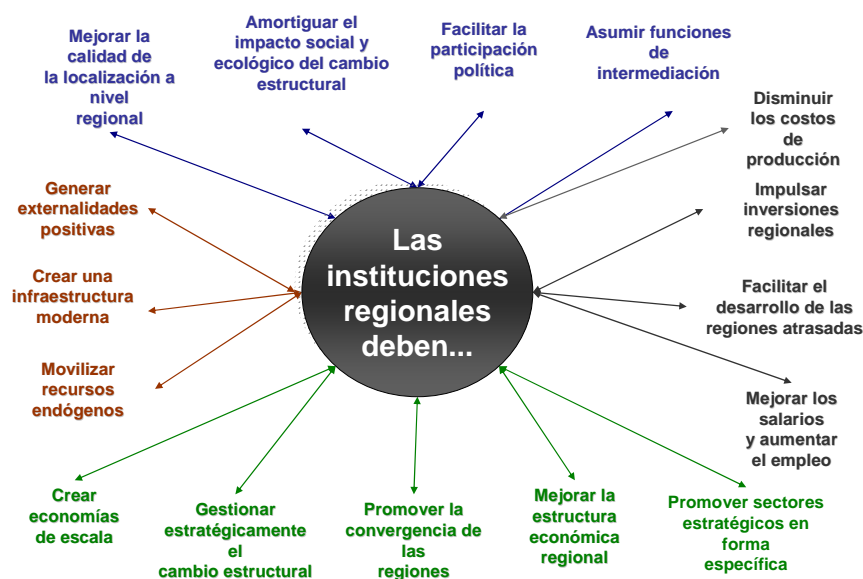 Mejorar la
calidad de
la localización a
nivel
regional
Amortiguar el
impacto social y
ecológico del cambio
estructural
Facilitar la
participación
política
Asumir funciones
de
intermediación
Disminuir
los costos
de
producción
Generar
externalidades
positivas
Impulsar
inversiones
regionales
Las
instituciones
regionales
deben...
Crear una
infraestructura
moderna
Facilitar el
desarrollo de las
regiones atrasadas
Movilizar
recursos
endógenos
Mejorar los
salarios
y aumentar
el empleo
Crear
economías
de escala
Gestionar
estratégicamente
el
cambio estructural
Promover la
convergencia de
las
regiones
Mejorar la
estructura
económica
regional
Promover sectores
estratégicos en
forma
específica